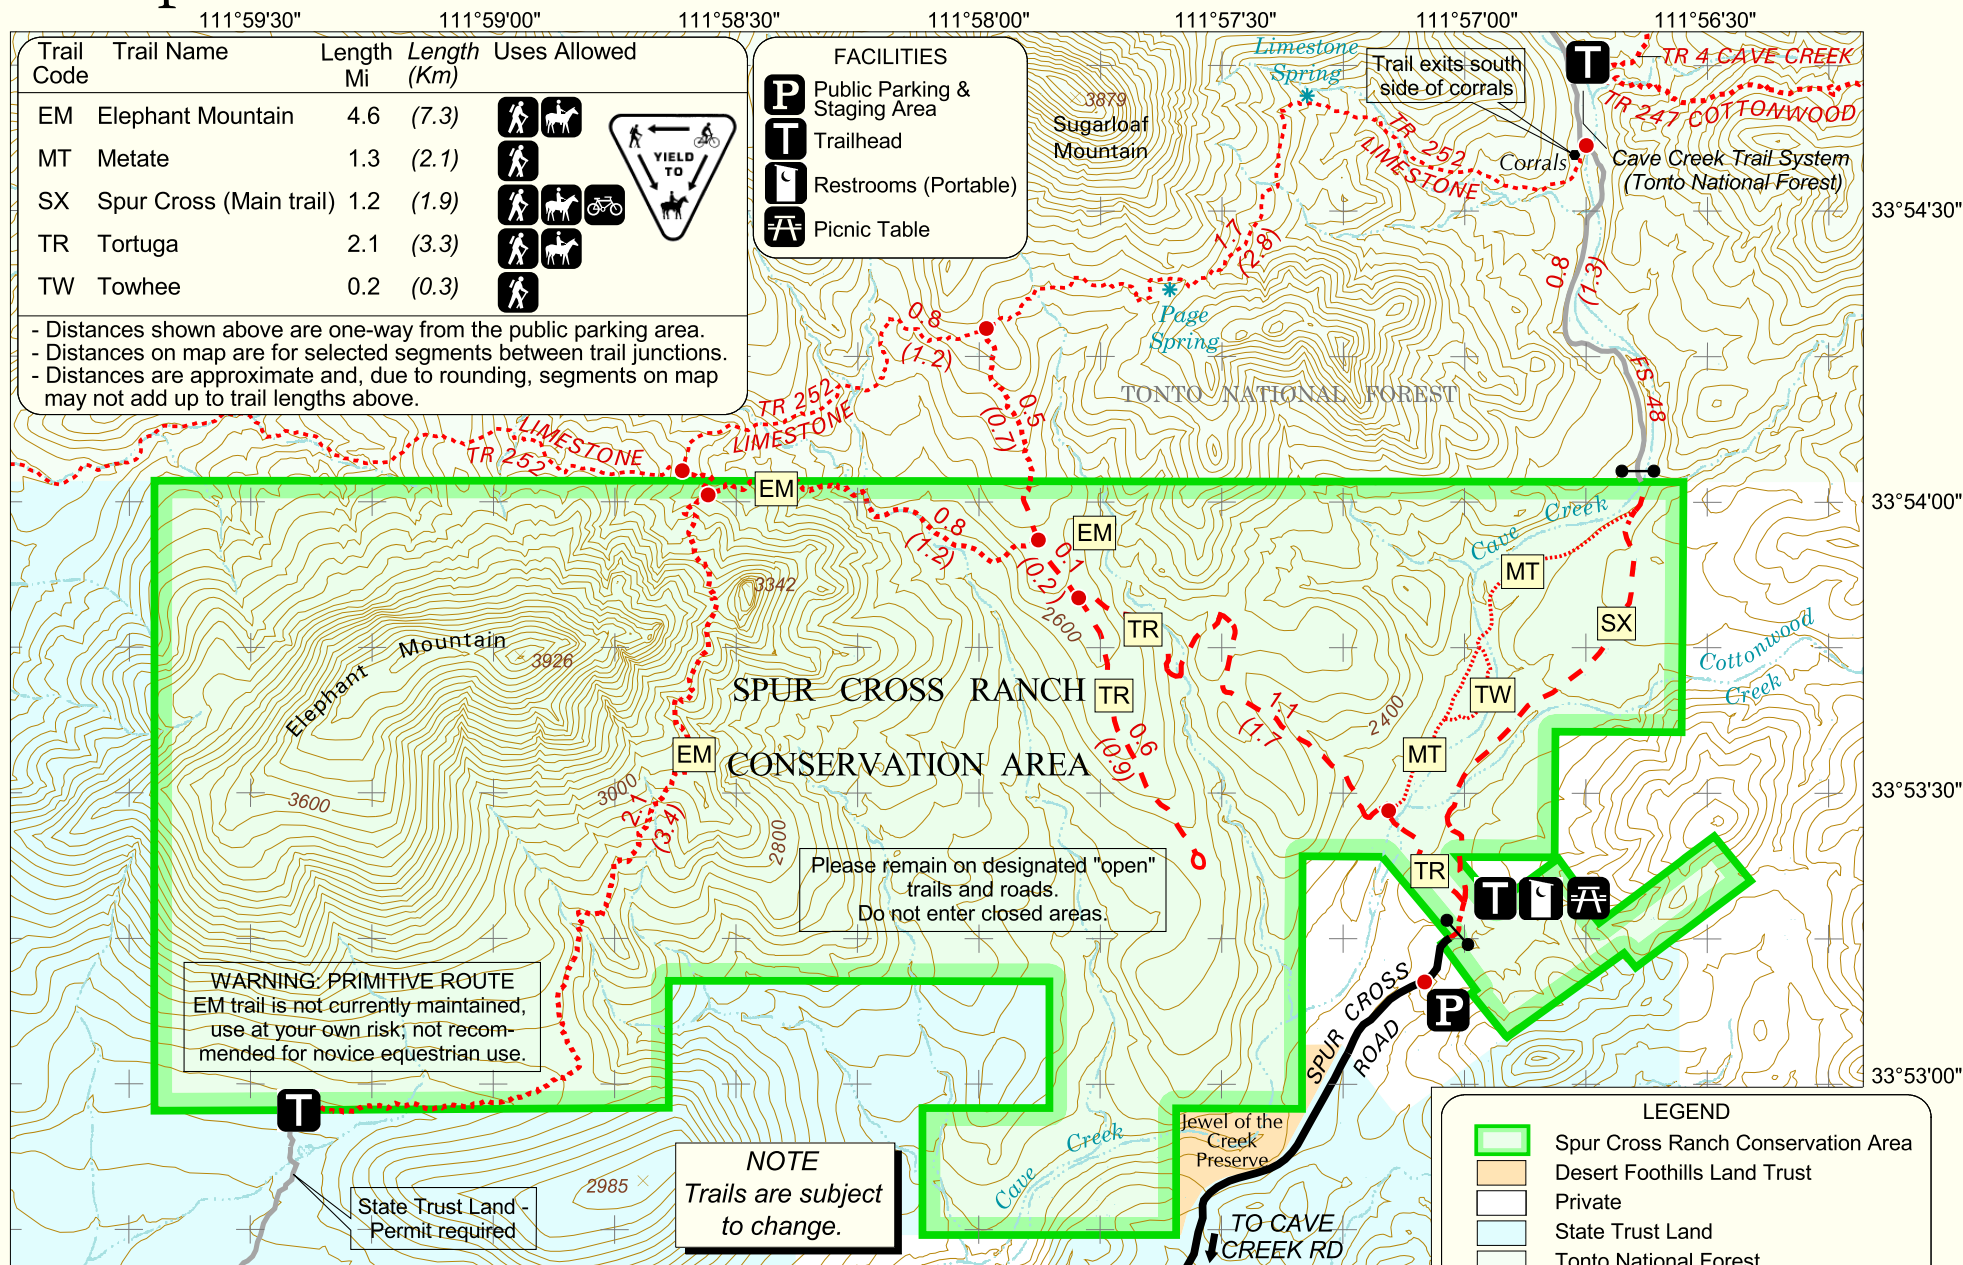 111°59'30" 111°59'00" 111°58'30" 111°58'00" 111°57'30" 111°57'00" 111°56'30"
Trail Code Trail Name Length Mi Length (Km) Uses Allowed
EM Elephant Mountain 4.6 (7.3)
MT Metate 1.3 (2.1)
SX Spur Cross (Main trail) 1.2 (1.9)
TR Tortuga 2.1 (3.3)
TW Towhee 0.2 (0.3)
YIELD
TO
- Distances shown above are one-way from the public parking area.
- Distances on map are for selected segments between trail junctions.
- Distances are approximate and, due to rounding, segments on map
may not add up to trail lengths above.
FACILITIES
P Public Parking &
Staging Area
T Trailhead
Restrooms (Portable)
Picnic Table
3879
Sugarloaf
Mountain
Limestone
Spring
Trail exits south
side of corrals
T
TR 4 CAVE CREEK
TR 247 COTTONWOOD
TR 252
LIMESTONE
Corrals
Cave Creek Trail System
(Tonto National Forest)
33°54'30"
1.7
(2.8)
0.8
(1.3)
Page
Spring
0.8
(1.2)
TONTO NATIONAL FOREST
FS 48
TR 252
LIMESTONE
0.5
(0.7)
LIMESTONE
TR 252
EM
33°54'00"
Cave Creek
0.8
(1.2)
EM
0.1
(0.2)
MT
3342
2600
TR
SX
Cottonwood
Creek
Elephant Mountain
3926
SPUR CROSS RANCH
TR
TW
1.1
(1.7
2400
0.6
(0.9)
EM
CONSERVATION AREA
MT
33°53'30"
3600
3000
2.1
(3.4)
2800
Please remain on designated "open"
trails and roads.
Do not enter closed areas.
TR
T
WARNING: PRIMITIVE ROUTE
EM trail is not currently maintained,
use at your own risk; not recom-
mended for novice equestrian use.
SPUR CROSS
ROAD
P
33°53'00"
T
Jewel of the
Creek
Preserve
Cave Creek
NOTE
Trails are subject
to change.
2985
State Trust Land -
Permit required
TO CAVE
CREEK RD
LEGEND
Spur Cross Ranch Conservation Area
Desert Foothills Land Trust
Private
State Trust Land
Tonto National Forest